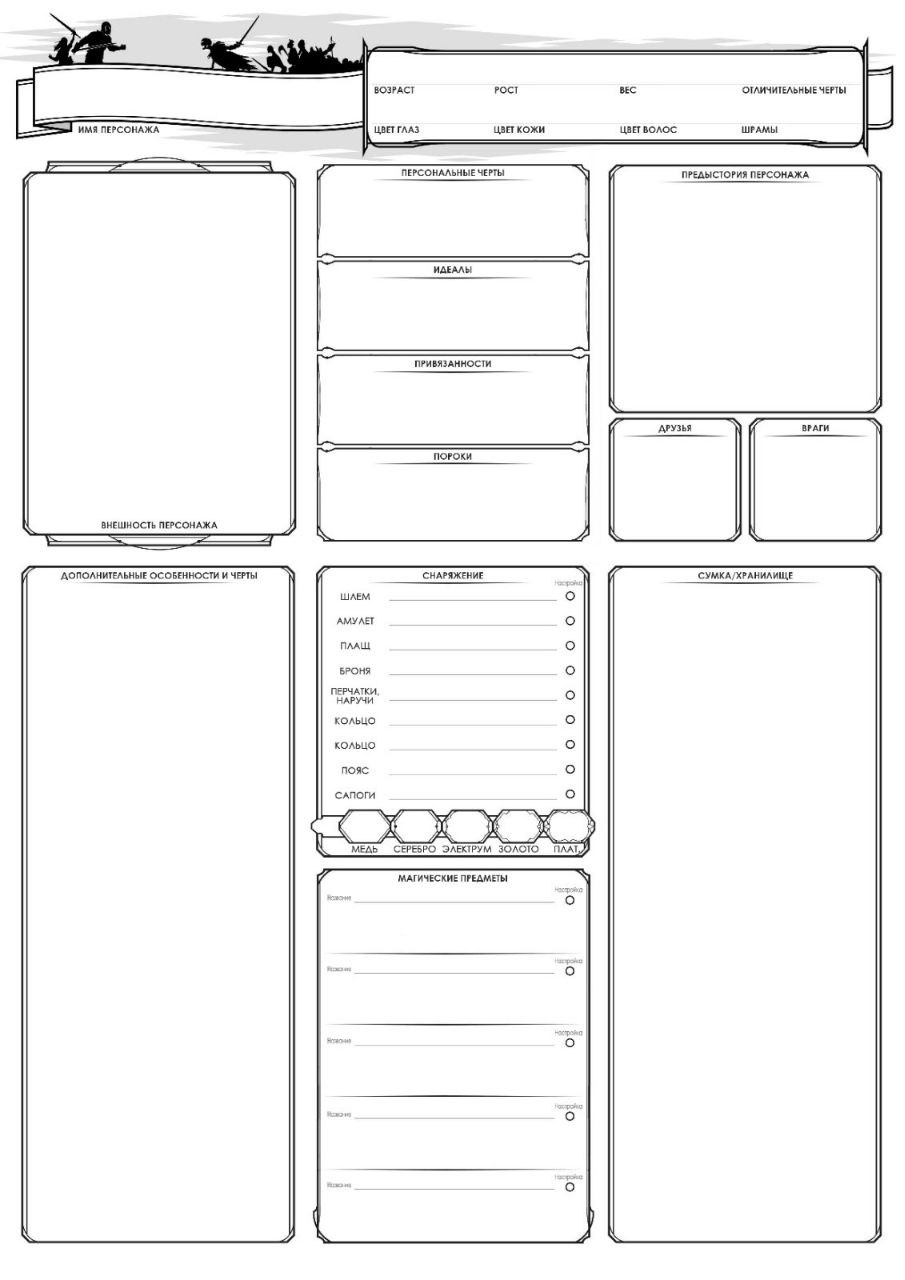 ВОЗРАСТ РОСТ ВЕС ОТЛИЧИТЕЛЬНЫЕ ЧЕРТЫ
ИМЯ ПЕРСОНАЖА ЦВЕТ ГЛАЗ ЦВЕТ КОЖИ ЦВЕТ ВОЛОС ШРАМЫ
ВНЕШНОСТЬ ПЕРСОНАЖА
ПЕРСОНАЛЬНЫЕ ЧЕРТЫ
ИДЕАЛЫ
ПРИВЯЗАННОСТИ
ПОРОКИ
ПРЕДЫСТОРИЯ ПЕРСОНАЖА
ДРУЗЬЯ
ВРАГИ
ДОПОЛНИТЕЛЬНЫЕ ОСОБЕННОСТИ И ЧЕРТЫ
СНАРЯЖЕНИЕ
Настройка
ШЛЕМ
АМУЛЕТ
ПЛАЩ
БРОНЯ
ПЕРЧАТКИ,
НАРУЧИ
КОЛЬЦО
КОЛЬЦО
ПОЯС
САПОГИ
МЕДЬ СЕРЕБРО ЭЛЕКТРУМ ЗОЛОТО ПЛАТ.
МАГИЧЕСКИЕ ПРЕДМЕТЫ
Настройка
Название
Настройка
Название
Настройка
Название
Настройка
Название
Настройка
Название
СУМКА/ХРАНИЛИЩЕ